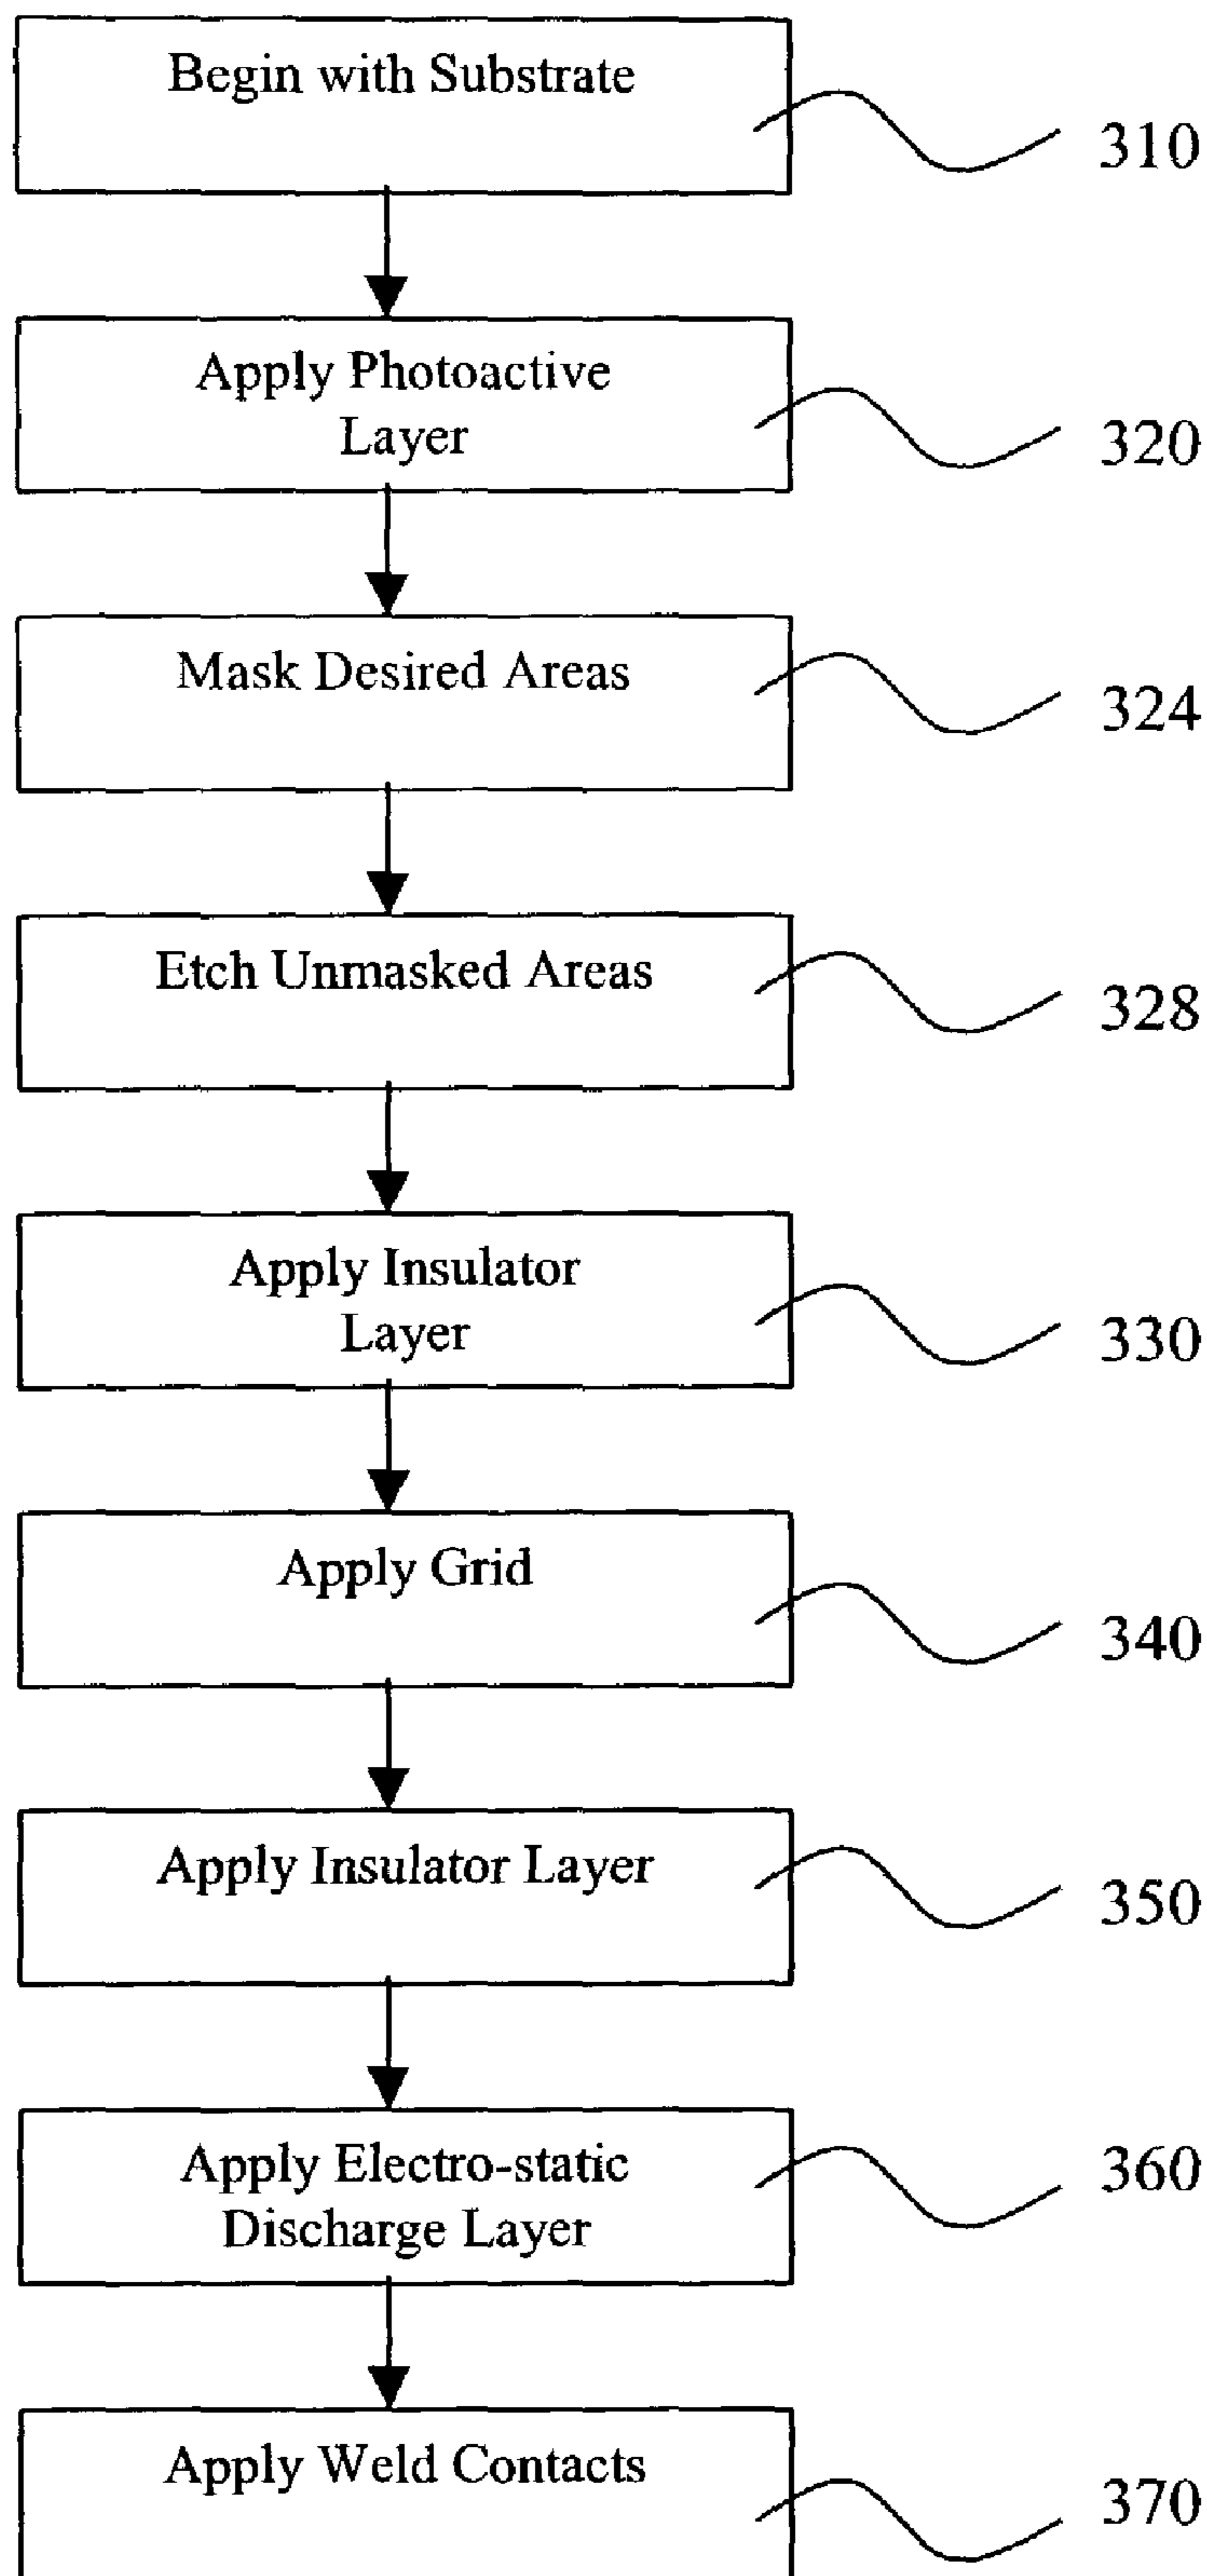 Begin with Substrate
310
Apply Photoactive
Layer
320
Mask Desired Areas
324
Etch Unmasked Areas
328
Apply Insulator
Layer
330
Apply Grid
340
Apply Insulator Layer
350
Apply Electro-static
Discharge Layer
360
Apply Weld Contacts
370